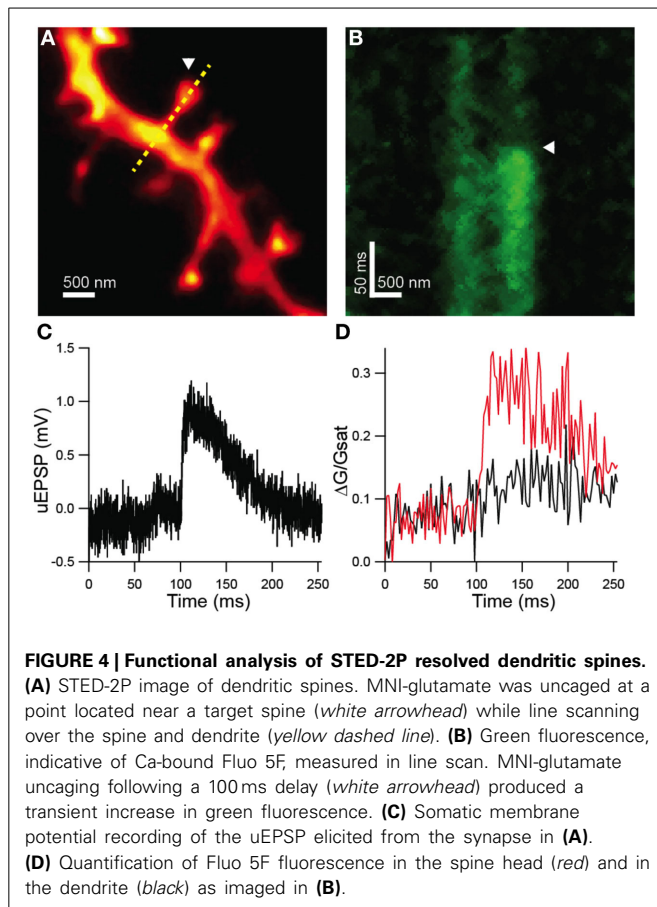 A
B
500 nm
50 ms
500 nm
C
D
1.5
1.0
0.5
0.0
-0.5
uEPSP (mV)
0 50 100 150 200 250
Time (ms)
0.3
0.2
0.1
0.0
ΔG/Gsat
0 50 100 150 200 250
Time (ms)
FIGURE 4 | Functional analysis of STED-2P resolved dendritic spines.
(A) STED-2P image of dendritic spines. MNI-glutamate was uncaged at a
point located near a target spine (white arrowhead) while line scanning
over the spine and dendrite (yellow dashed line). (B) Green fluorescence,
indicative of Ca-bound Fluo 5F, measured in line scan. MNI-glutamate
uncaging following a 100 ms delay (white arrowhead) produced a
transient increase in green fluorescence. (C) Somatic membrane
potential recording of the uEPSP elicited from the synapse in (A).
(D) Quantification of Fluo 5F fluorescence in the spine head (red) and in
the dendrite (black) as imaged in (B).